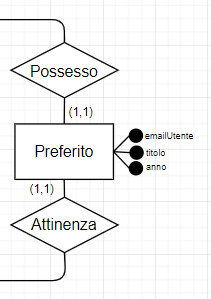 Possesso
(1,1)
emailUtente
Preferito
titolo
anno
(1,1)
Attinenza